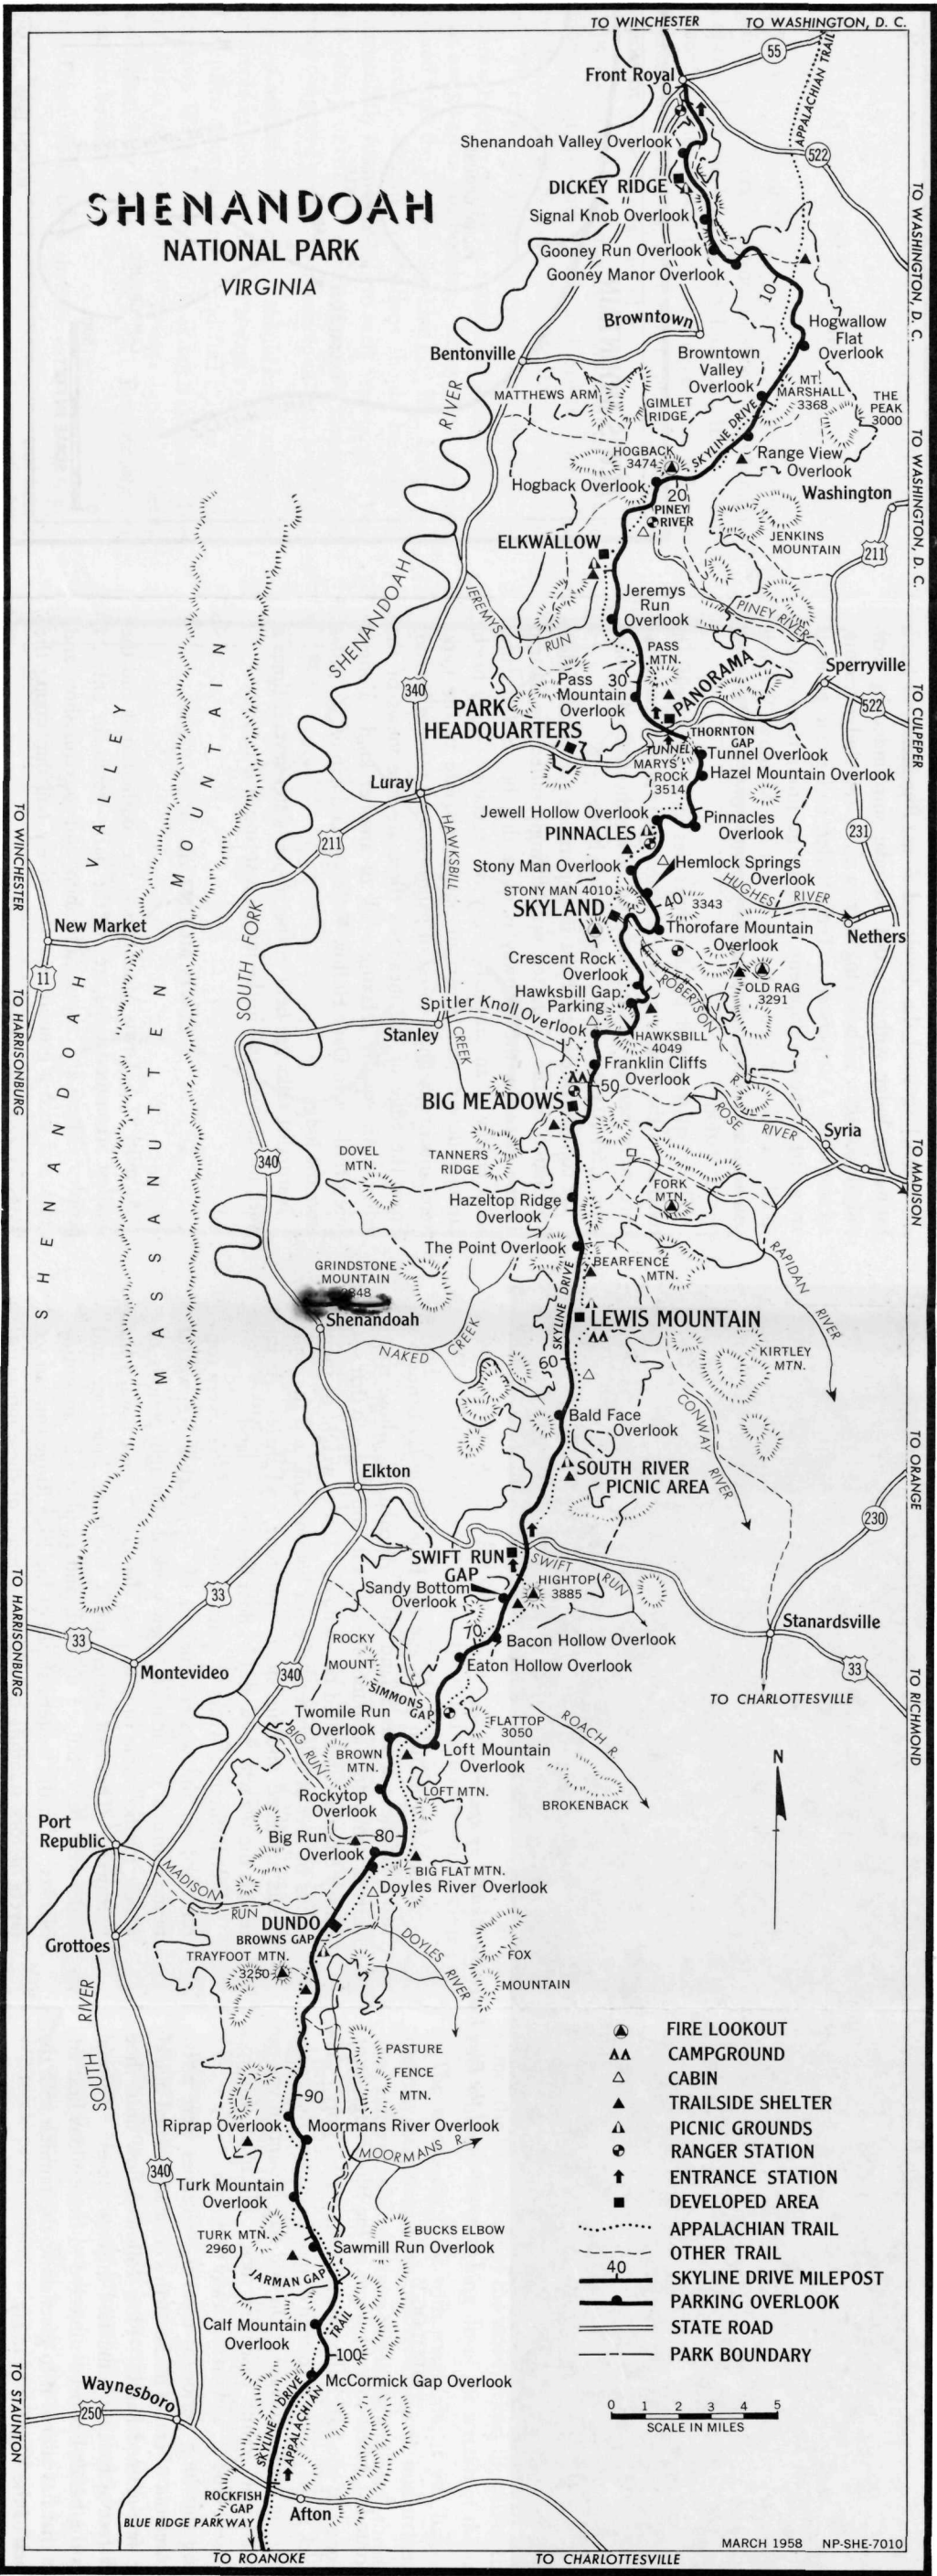 TO WINCHESTER
TO WASHINGTON, D. C.
55
APPALACHIAN TRAIL
Front Royal
0
522
Shenandoah Valley Overlook
SHENANDOAH
NATIONAL PARK
VIRGINIA
DICKEY RIDGE
Signal Knob Overlook
Gooney Run Overlook
Gooney Manor Overlook
TO WASHINGTON, D. C.
10
Browntown
Hogwallow
Flat
Overlook
Bentonville
Browntown
Valley
Overlook
RIVER
MATTHEWS ARM
GIMLET
RIDGE
MT.
MARSHALL
3368
THE
PEAK
3000
SKYLINE DRIVE
HOGBACK
3474
Range View
Overlook
TO WASHINGTON, D. C.
Hogback Overlook
20
Washington
PINEY
RIVER
ELKWALLOW
JENKINS
MOUNTAIN
211
SHENANDOAH
JEREMYS
RUN
Jeremys
Run
Overlook
PINEY RIVER
PASS
MTN.
Sperryville
340
Pass
Mountain
Overlook
30
PANORAMA
522
TO CULPEPER
PARK
HEADQUARTERS
THORNTON
GAP
TUNNEL
Tunnel Overlook
MARYS
ROCK
3514
Hazel Mountain Overlook
Luray
Jewell Hollow Overlook
Pinnacles
Overlook
PINNACLES
231
TO WINCHESTER
211
HAWKSBILL
CREEK
Stony Man Overlook
Hemlock Springs
Overlook
STONY MAN 4010
SKYLAND
40
3343
HUGHES RIVER
New Market
Thorofare Mountain
Overlook
Nethers
11
SOUTH FORK
Crescent Rock
Overlook
OLD RAG
3291
ROBERTSON
R.
Hawksbill Gap
Parking
TO HARRISONBURG
Spitler Knoll
Overlook
Stanley
HAWKSBILL
4049
Franklin Cliffs
Overlook
50
BIG MEADOWS
ROSE
RIVER
Syria
340
DOVEL
MTN.
TANNERS
RIDGE
TO MADISON
FORK
MTN.
Hazeltop Ridge
Overlook
SHENANDOAH VALLEY
MASSANUTTEN MOUNTAIN
The Point Overlook
BEARFENCE
MTN.
RAPIDAN
RIVER
GRINDSTONE
MOUNTAIN
SKYLINE DRIVE
Shenandoah
LEWIS MOUNTAIN
NAKED CREEK
60
KIRTLEY
MTN.
CONWAY
RIVER
Bald Face
Overlook
TO ORANGE
Elkton
SOUTH RIVER
PICNIC AREA
230
SWIFT RUN
GAP
SWIFT RUN
TO HARRISONBURG
33
Sandy Bottom
Overlook
HIGHTOP
3885
Stanardsville
33
70
Bacon Hollow Overlook
ROCKY
MOUNT
Montevideo
340
Eaton Hollow Overlook
33
SIMMONS
GAP
TO CHARLOTTESVILLE
TO RICHMOND
Twomile Run
Overlook
FLATTOP
3050
ROACH R.
BIG RUN
BROWN
MTN.
Loft Mountain
Overlook
N
Rockytop
Overlook
LOFT MTN.
BROKENBACK
Port
Republic
Big Run
Overlook
80
BIG FLAT MTN.
MADISON
RUN
Doyles River Overlook
DUNDO
BROWNS GAP
Grottoes
DOYLES
RIVER
TRAYFOOT MTN.
3250
FOX
MOUNTAIN
SOUTH RIVER
PASTURE
FENCE
MTN.
90
Riprap Overlook
Moormans River Overlook
MOORMANS R.
340
Turk Mountain
Overlook
TURK MTN.
2960
BUCKS ELBOW
Sawmill Run Overlook
JARMAN GAP
Calf Mountain
Overlook
TRAIL
100
McCormick Gap Overlook
TO STAUNTON
Waynesboro
250
SKYLINE DRIVE
APPALACHIAN
ROCKFISH
GAP
Afton
BLUE RIDGE PARKWAY
TO ROANOKE
TO CHARLOTTESVILLE
FIRE LOOKOUT
CAMPGROUND
CABIN
TRAILSIDE SHELTER
PICNIC GROUNDS
RANGER STATION
ENTRANCE STATION
DEVELOPED AREA
APPALACHIAN TRAIL
OTHER TRAIL
40
SKYLINE DRIVE MILEPOST
PARKING OVERLOOK
STATE ROAD
PARK BOUNDARY
0 1 2 3 4 5
SCALE IN MILES
MARCH 1958 NP-SHE-7010